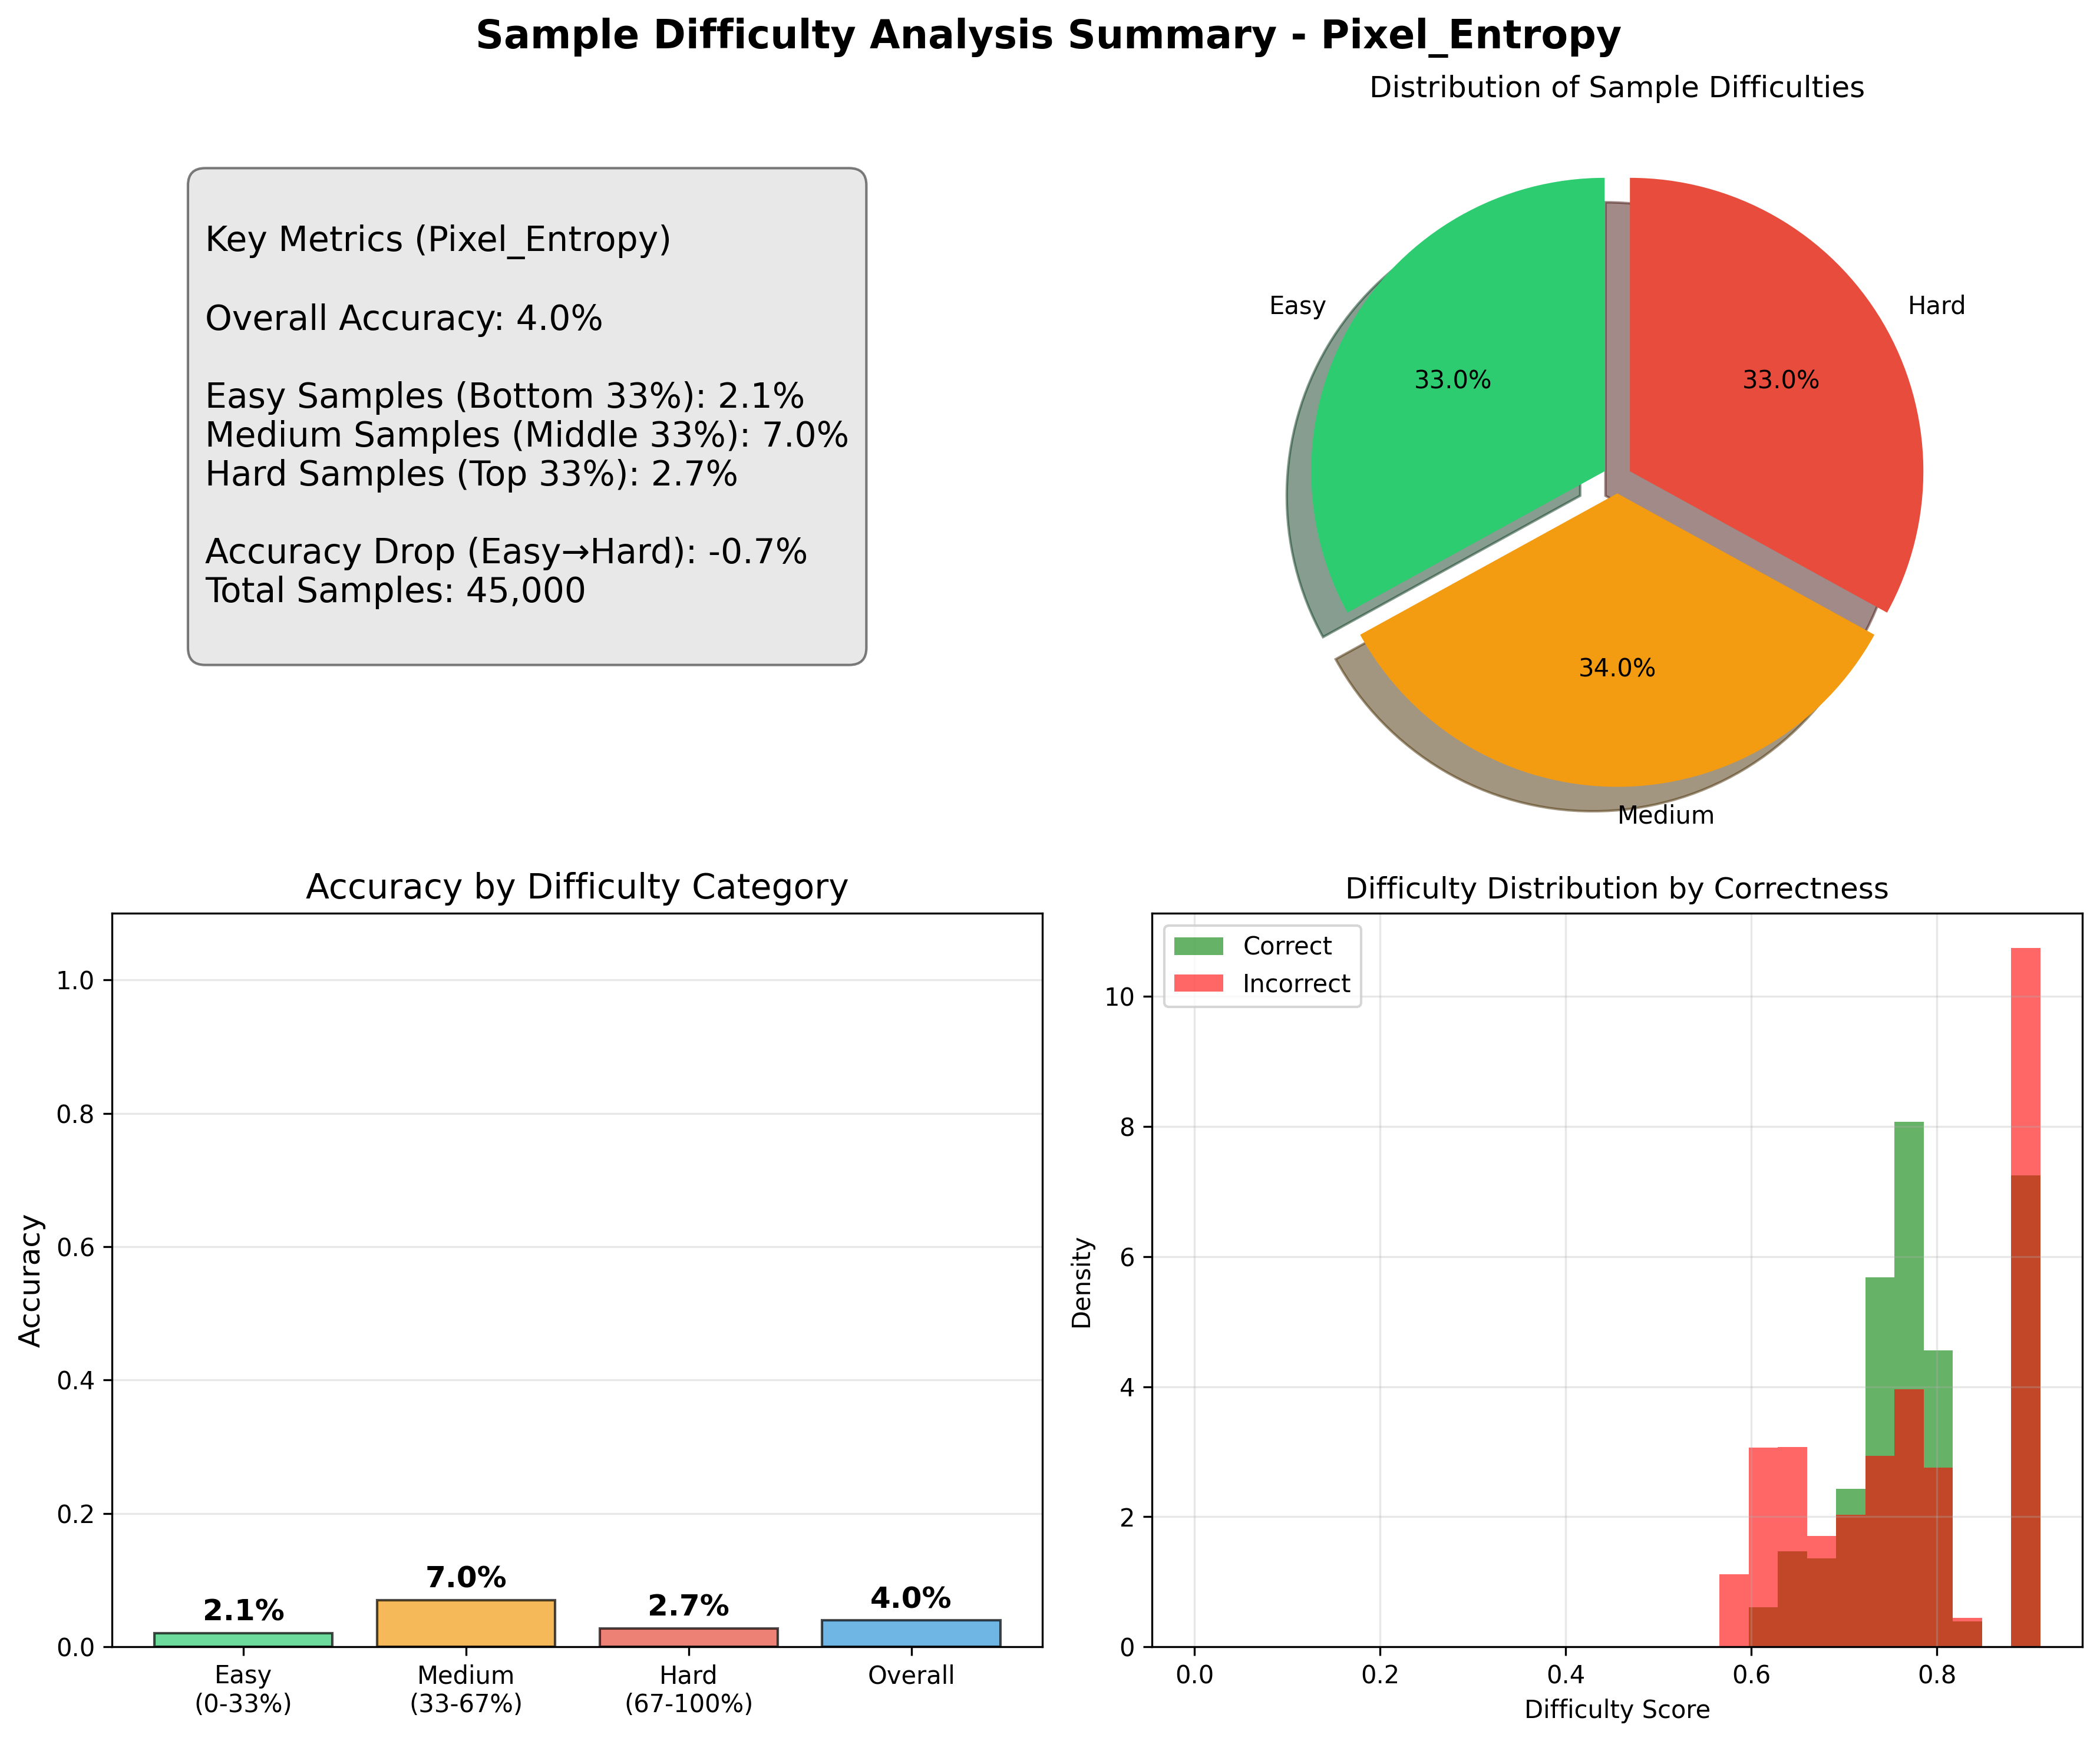 Sample Difficulty Analysis Summary - Pixel_Entropy
Key Metrics (Pixel_Entropy)
Overall Accuracy: 4.0%
Easy Samples (Bottom 33%): 2.1%
Medium Samples (Middle 33%): 7.0%
Hard Samples (Top 33%): 2.7%
Accuracy Drop (Easy→Hard): -0.7%
Total Samples: 45,000
Distribution of Sample Difficulties
Easy
Hard
33.0%
33.0%
34.0%
Medium
Accuracy by Difficulty Category
Accuracy
1.0
0.8
0.6
0.4
0.2
0.0
2.1%
7.0%
2.7%
4.0%
Easy
(0-33%)
Medium
(33-67%)
Hard
(67-100%)
Overall
Difficulty Distribution by Correctness
Correct
Incorrect
Density
10
8
6
4
2
0
0.0
0.2
0.4
0.6
0.8
Difficulty Score